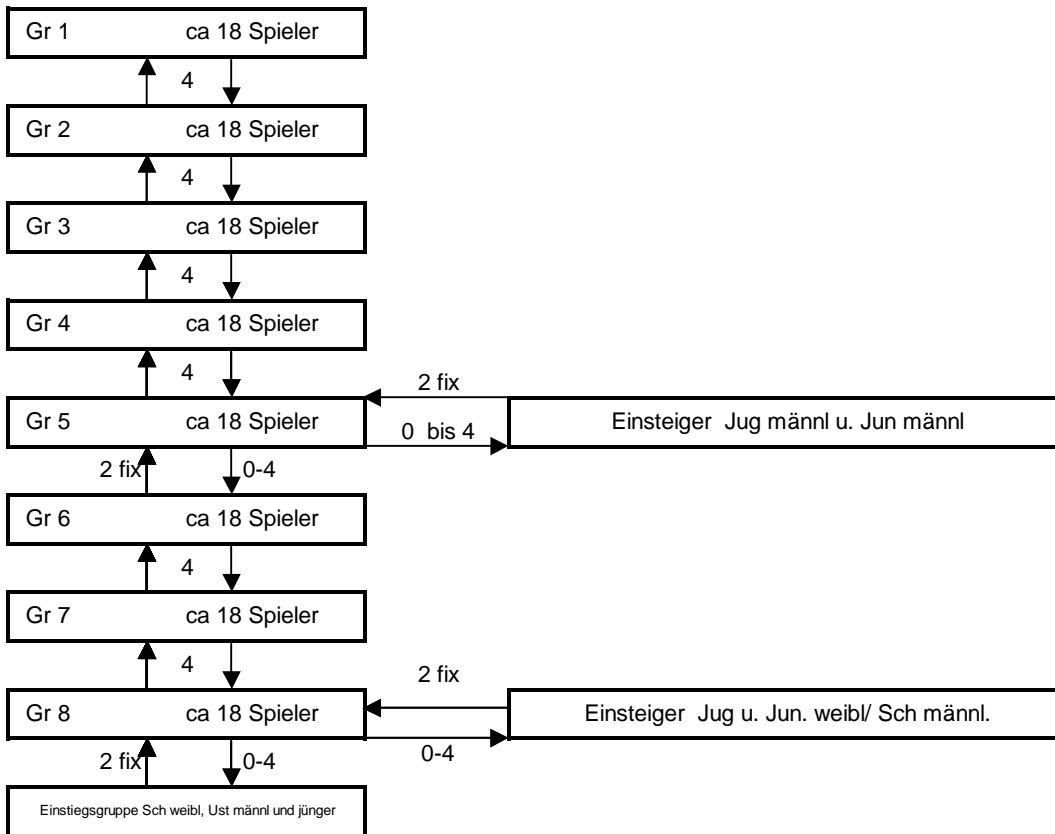 Gr 1 ca 18 Spieler
4
Gr 2 ca 18 Spieler
4
Gr 3 ca 18 Spieler
4
Gr 4 ca 18 Spieler
4
2 fix
Gr 5 ca 18 Spieler
0 bis 4
Einsteiger Jug männl u. Jun männl
2 fix 0-4
Gr 6 ca 18 Spieler
4
Gr 7 ca 18 Spieler
4
2 fix
Gr 8 ca 18 Spieler
Einsteiger Jug u. Jun. weibl/ Sch männl.
0-4
2 fix 0-4
Einstiegsgruppe Sch weibl, Ust männl und jünger